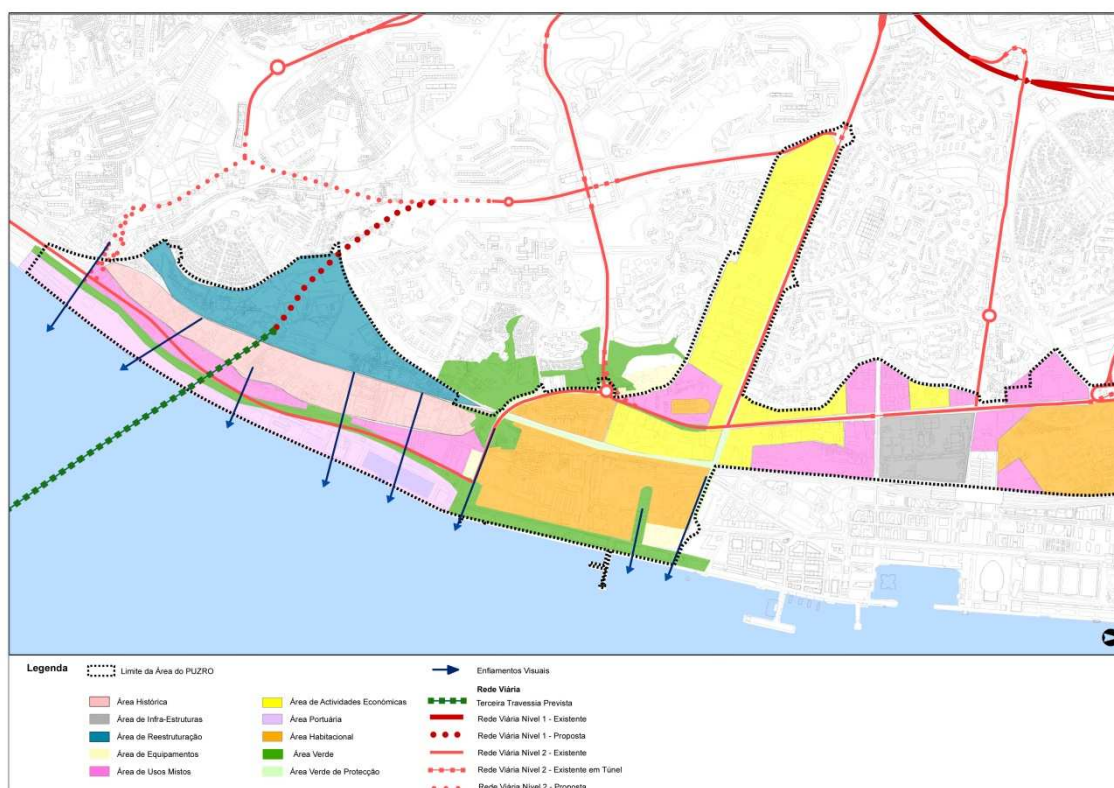 Legenda
Limite da Área do PUZRO
Área Histórica
Área de Infra-Estruturas
Área de Reestruturação
Área de Equipamentos
Área de Usos Mistos
Área de Actividades Económicas
Área Portuária
Área Habitacional
Área Verde
Área Verde de Protecção
Enfiamentos Visuais
Rede Viária
Terceira Travessia Prevista
Rede Viária Nível 1 - Existente
Rede Viária Nível 1 - Proposta
Rede Viária Nível 2 - Existente
Rede Viária Nível 2 - Existente em Túnel
Rede Viária Nível 2 - Proposta